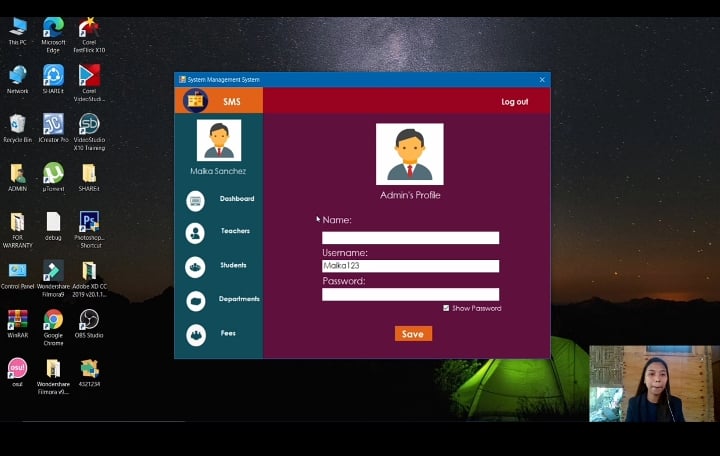 This PC
Microsoft
Edge
Corel
FastFlick X10
Network
SHAREit
Corel
VideoStudi...
Recycle Bin
JCreator Pro
VideoStudio
X10 Training
ADMIN
µTorrent
SHAREit
FOR
WARRANTY
debug
Photoshop...
- Shortcut
Control Panel
Wondershare
Filmora9
Adobe XD CC
2019 v20.1.1...
WinRAR
Google
Chrome
OBS Studio
osu!
Wondershare
Filmora v9...
4321234
System Management System
SMS
Log out
Malka Sanchez
Dashboard
Teachers
Students
Departments
Fees
Admin's Profile
Name:
Username:
Malka123
Password:
Show Password
Save